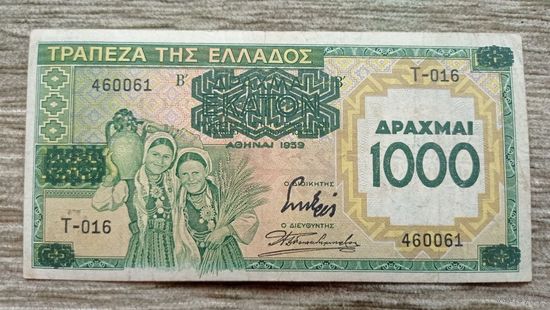 ΤΡΑΠΕΖΑ ΤΗΣ ΕΛΛΑΔΟΣ
460061 Β΄ Β΄ Τ-016
ΕΚΑΤΟΝ
ΑΘΗΝΑΙ 1939
ΔΡΑΧΜΑΙ
1000
Ο ΔΙΟΙΚΗΤΗΣ
Τ-016
Ο ΔΙΕΥΘΥΝΤΗΣ
460061